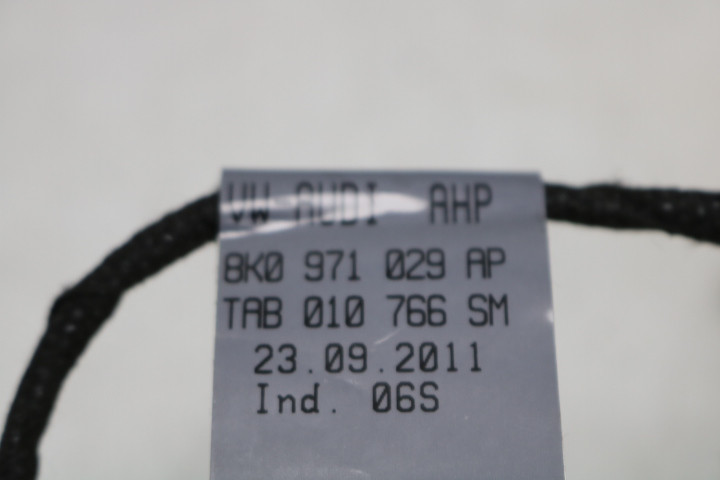 VW AUDI AHP
8K0 971 029 AP
TAB 010 766 SM
23.09.2011
Ind. 06S